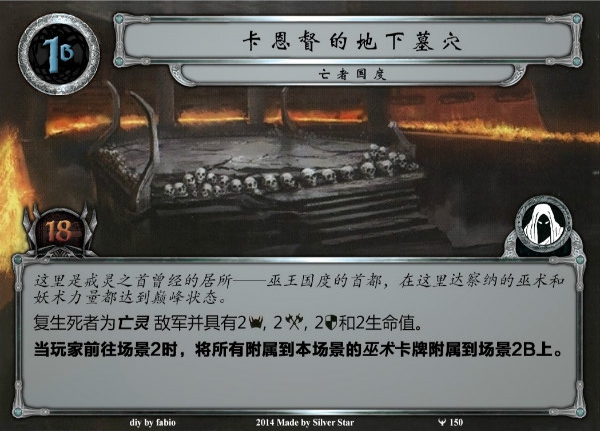 1B
卡恩督的地下墓穴
亡者国度
18
这里是戒灵之首曾经的居所——巫王国度的首都，在这里达察纳的巫术和
妖术力量都达到巅峰状态。
复生死者为亡灵 敌军并具有2, 2, 2和2生命值。
当玩家前往场景2时，将所有附属到本场景的巫术卡牌附属到场景2B上。
diy by fabio 2014 Made by Silver Star 150